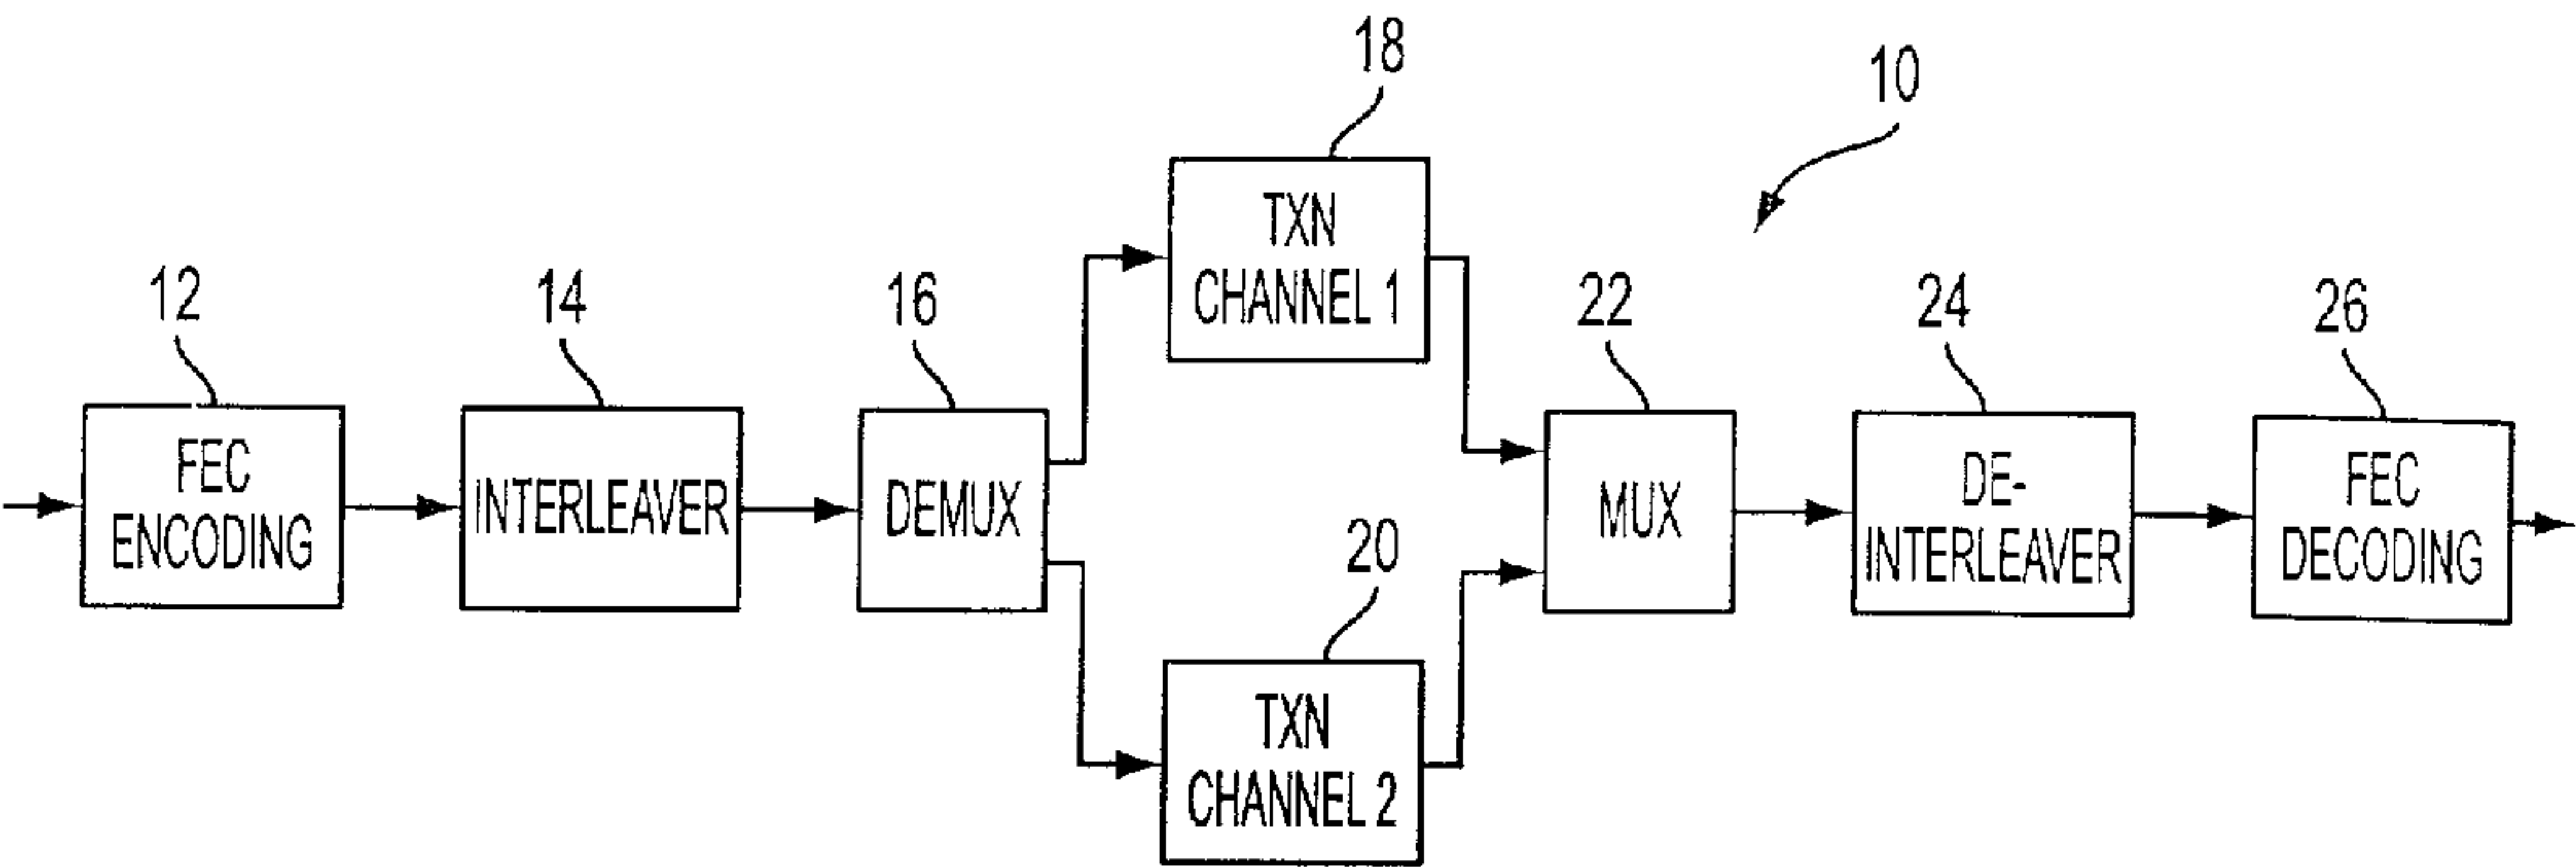 18
10
12
14
16
TXN
CHANNEL 1
22
24
26
FEC
ENCODING
INTERLEAVER
DEMUX
MUX
DE-
INTERLEAVER
FEC
DECODING
20
TXN
CHANNEL 2